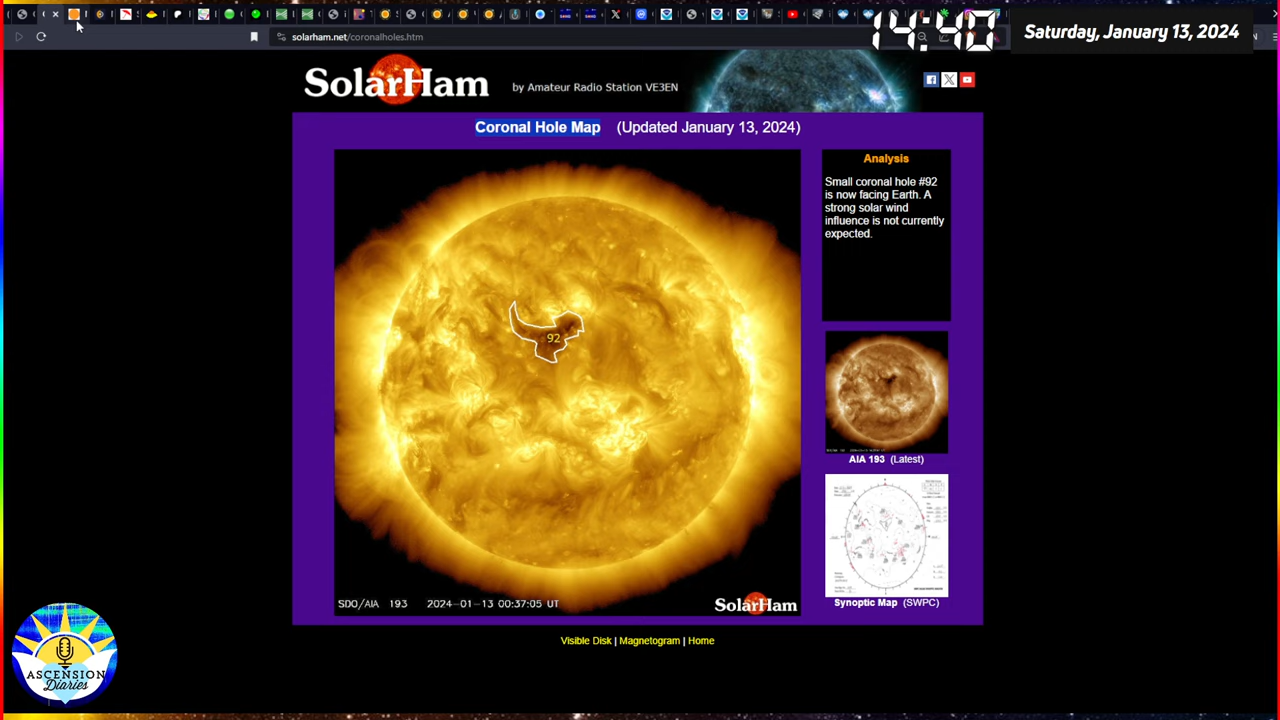 14:40
Saturday, January 13, 2024
solarham.net/coronalholes.htm
SolarHam
by Amateur Radio Station VE3EN
Coronal Hole Map (Updated January 13, 2024)
Analysis
Small coronal hole #92
is now facing Earth. A
strong solar wind
influence is not currently
expected.
92
AIA 193 (Latest)
SDO/AIA 193 2024-01-13 00:37:05 UT
SolarHam
Synoptic Map (SWPC)
Visible Disk | Magnetogram | Home
ASCENSION
Diaries